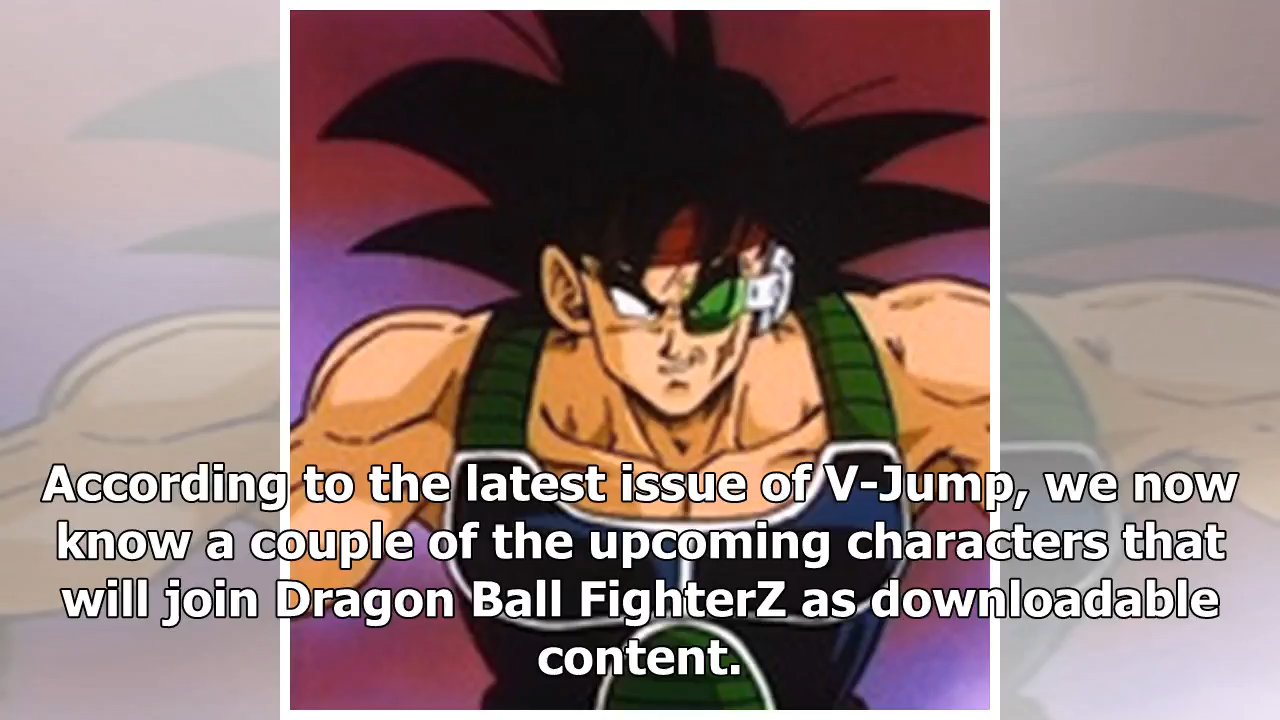 According to the latest issue of V-Jump, we now
know a couple of the upcoming characters that
will join Dragon Ball FighterZ as downloadable
content.